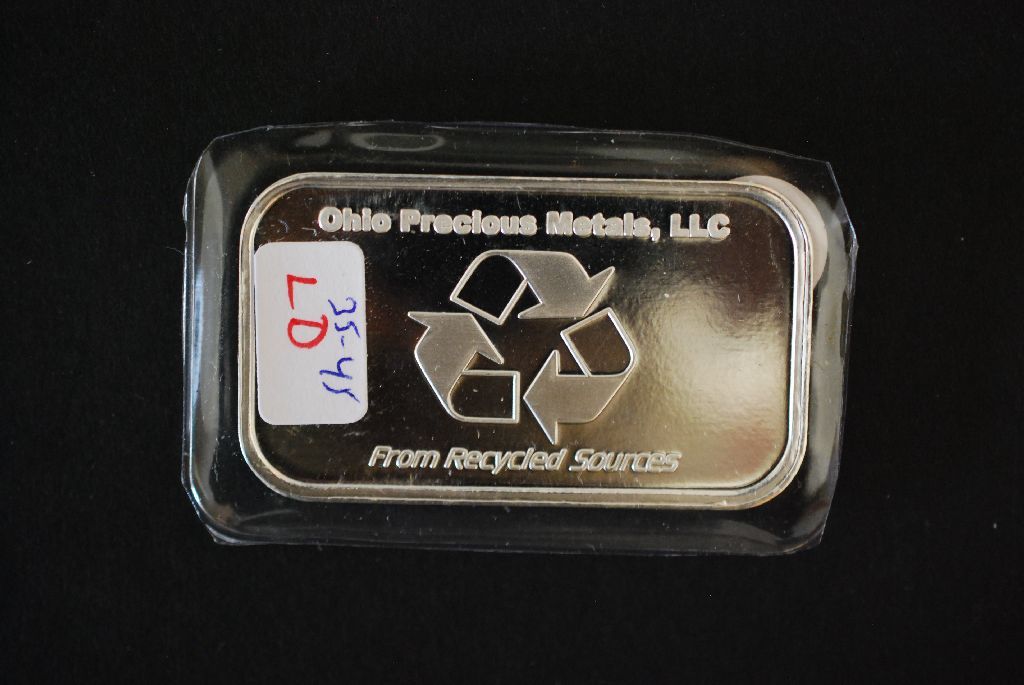 Ohio Precious Metals, LLC
35-45
LD
From Recycled Sources